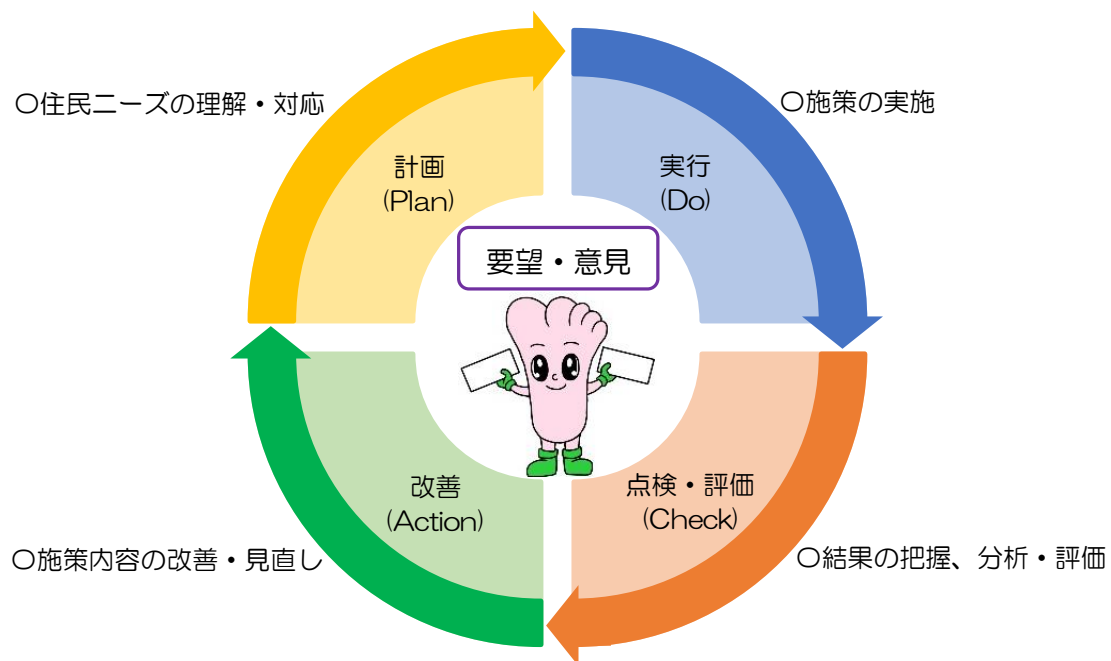 〇住民ニーズの理解・対応
計画
(Plan)
〇施策の実施
実行
(Do)
要望・意見
改善
(Action)
〇施策内容の改善・見直し
点検・評価
(Check)
〇結果の把握、分析・評価